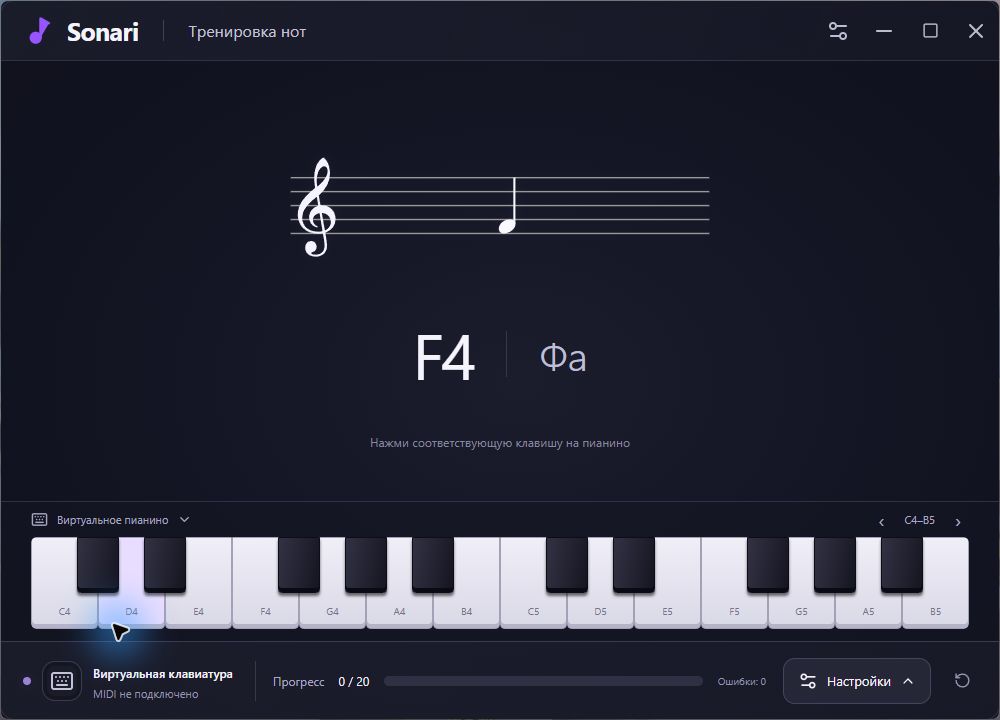 Sonari
Тренировка нот
F4
Фа
Нажми соответствующую клавишу на пианино
Виртуальное пианино
C4–B5
C4 D4 E4 F4 G4 A4 B4 C5 D5 E5 F5 G5 A5 B5
Виртуальная клавиатура
MIDI не подключено
Прогресс 0 / 20
Ошибки: 0
Настройки